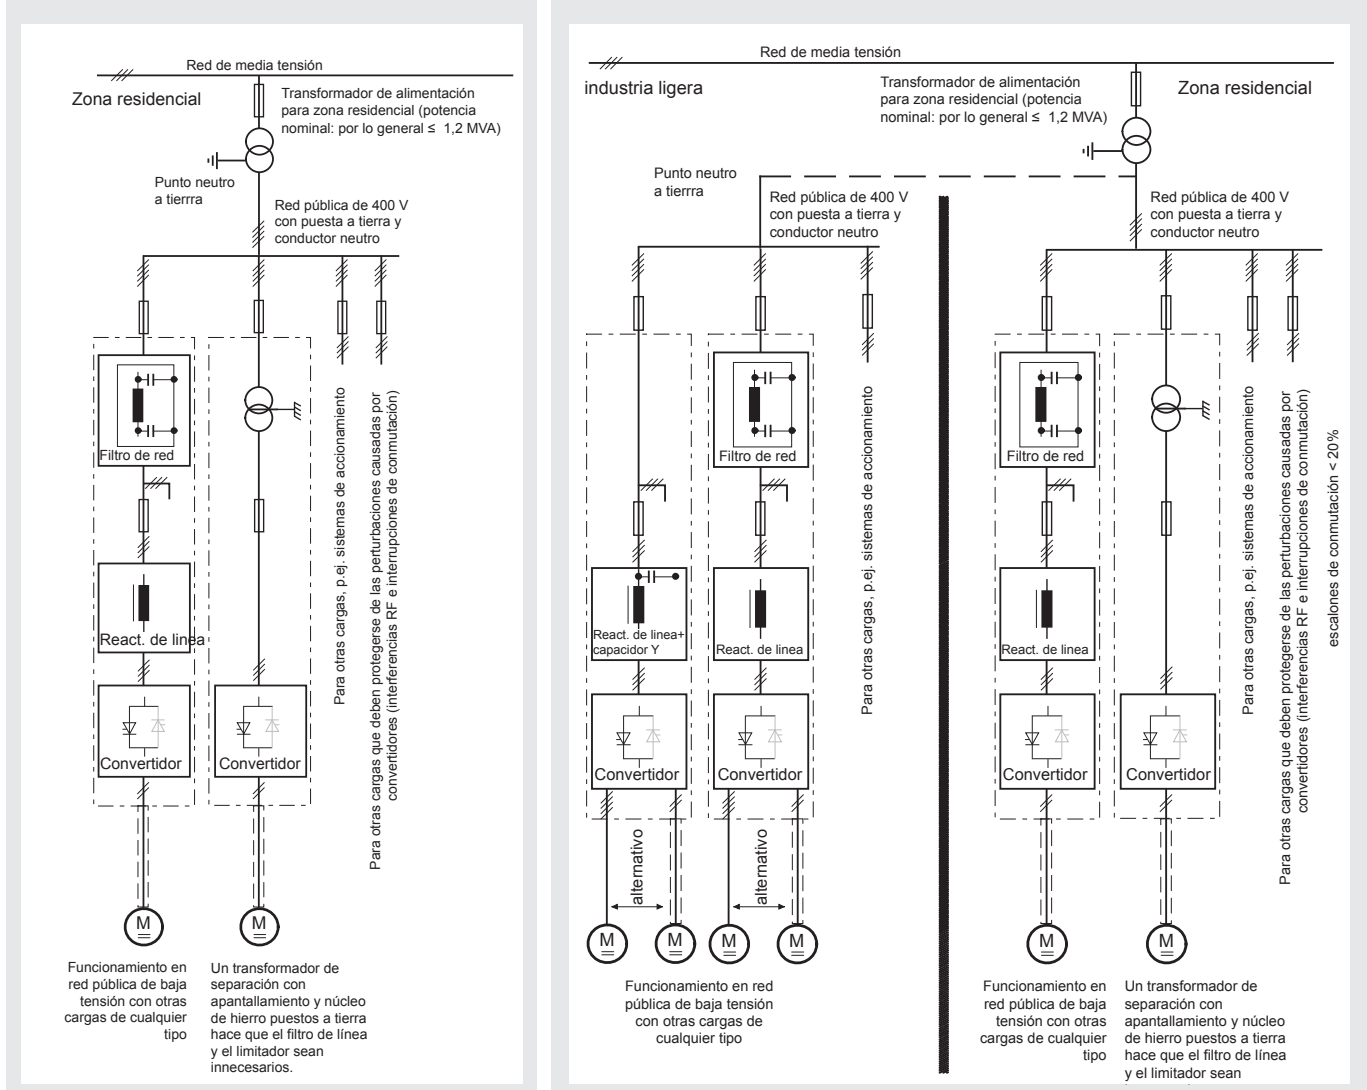 Red de media tensión
Zona residencial
Transformador de alimentación
para zona residencial (potencia
nominal: por lo general ≤ 1,2 MVA)
Punto neutro
a tierrra
Red pública de 400 V
con puesta a tierra y
conductor neutro
Filtro de red
React. de linea
Convertidor
Convertidor
Para otras cargas, p.ej. sistemas de accionamiento
Para otras cargas que deben protegerse de las perturbaciones causadas por
convertidores (interferencias RF e interrupciones de conmutación)
M
M
Funcionamiento en
red pública de baja
tensión con otras
cargas de cualquier
tipo
Un transformador de
separación con
apantallamiento y núcleo
de hierro puestos a tierra
hace que el filtro de línea
y el limitador sean
innecesarios.
Red de media tensión
industria ligera
Transformador de alimentación
para zona residencial (potencia
nominal: por lo general ≤ 1,2 MVA)
Zona residencial
Punto neutro
a tierrra
Red pública de 400 V
con puesta a tierra y
conductor neutro
Red pública de 400 V
con puesta a tierra y
conductor neutro
Filtro de red
React. de linea+
capacidor Y
React. de linea
Convertidor
Convertidor
Para otras cargas, p.ej. sistemas de accionamiento
alternativo
alternativo
M
M
M
M
Funcionamiento en red
pública de baja tensión
con otras cargas de
cualquier tipo
Filtro de red
React. de linea
Convertidor
Convertidor
Para otras cargas, p.ej. sistemas de accionamiento
Para otras cargas que deben protegerse de las perturbaciones causadas por
convertidores (interferencias RF e interrupciones de conmutación)
escalones de conmutación < 20%
M
M
Funcionamiento en
red pública de baja
tensión con otras
cargas de cualquier
tipo
Un transformador de
separación con
apantallamiento y núcleo
de hierro puestos a tierra
hace que el filtro de línea
y el limitador sean